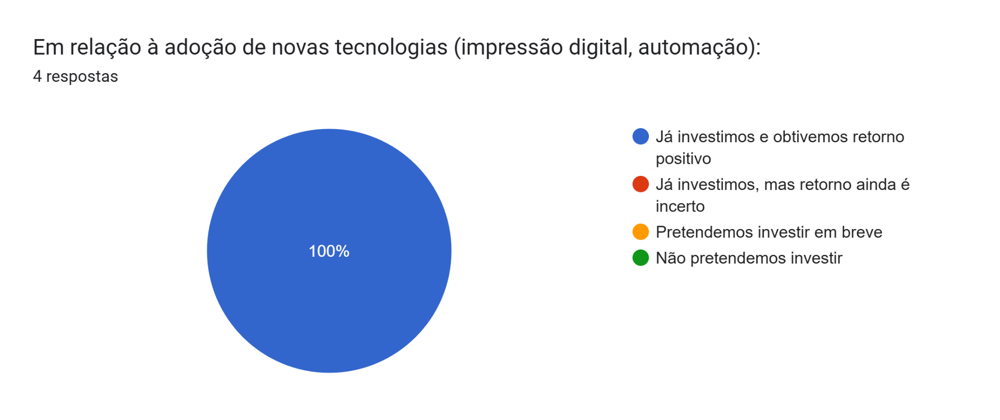 Em relação à adoção de novas tecnologias (impressão digital, automação):
4 respostas
100%
Já investimos e obtivemos retorno
positivo
Já investimos, mas retorno ainda é
incerto
Pretendemos investir em breve
Não pretendemos investir